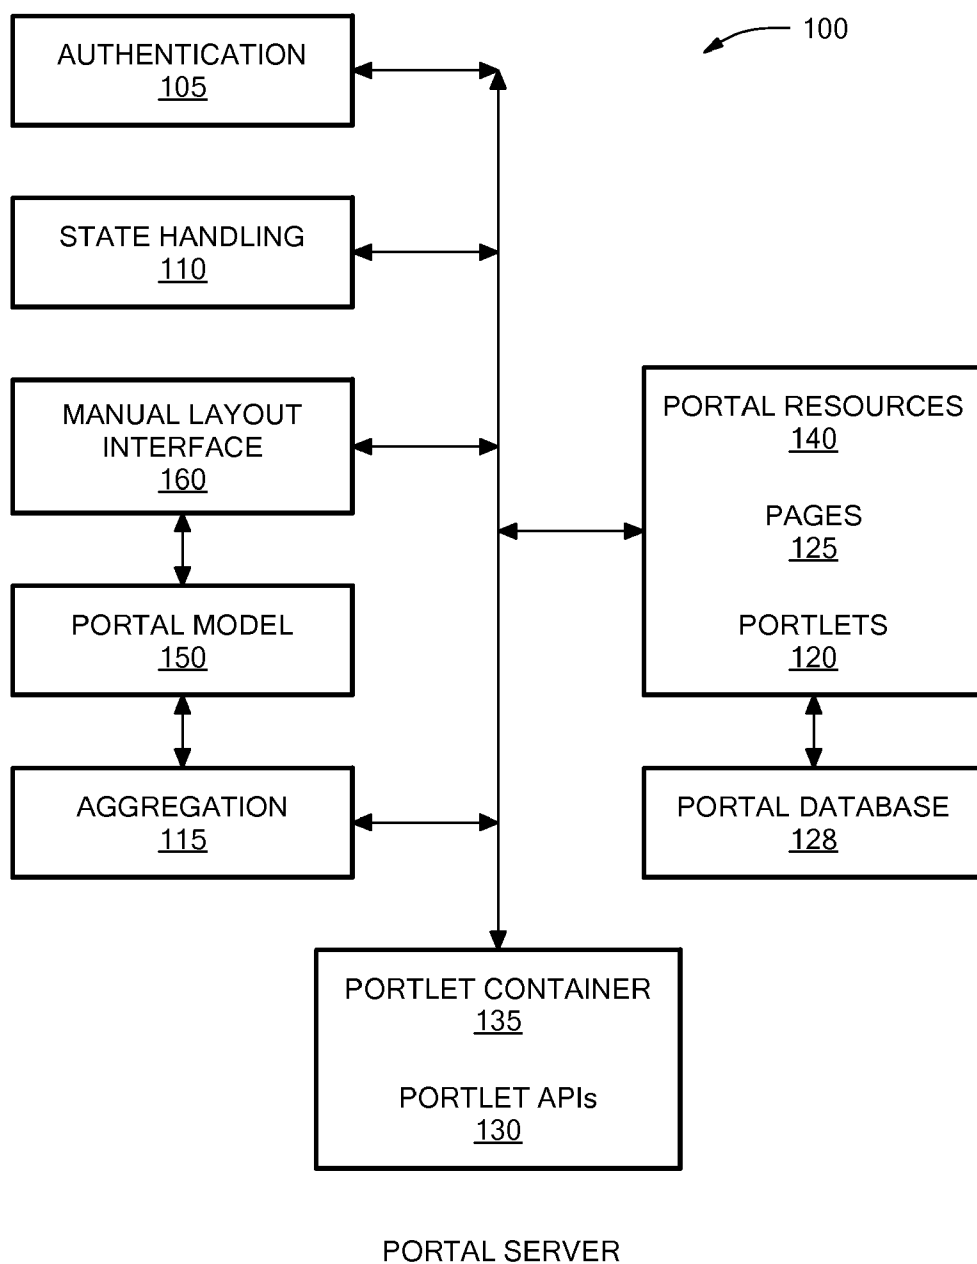 100
AUTHENTICATION
105
STATE HANDLING
110
MANUAL LAYOUT
INTERFACE
160
PORTAL MODEL
150
AGGREGATION
115
PORTAL RESOURCES
140
PAGES
125
PORTLETS
120
PORTAL DATABASE
128
PORTLET CONTAINER
135
PORTLET APIs
130
PORTAL SERVER